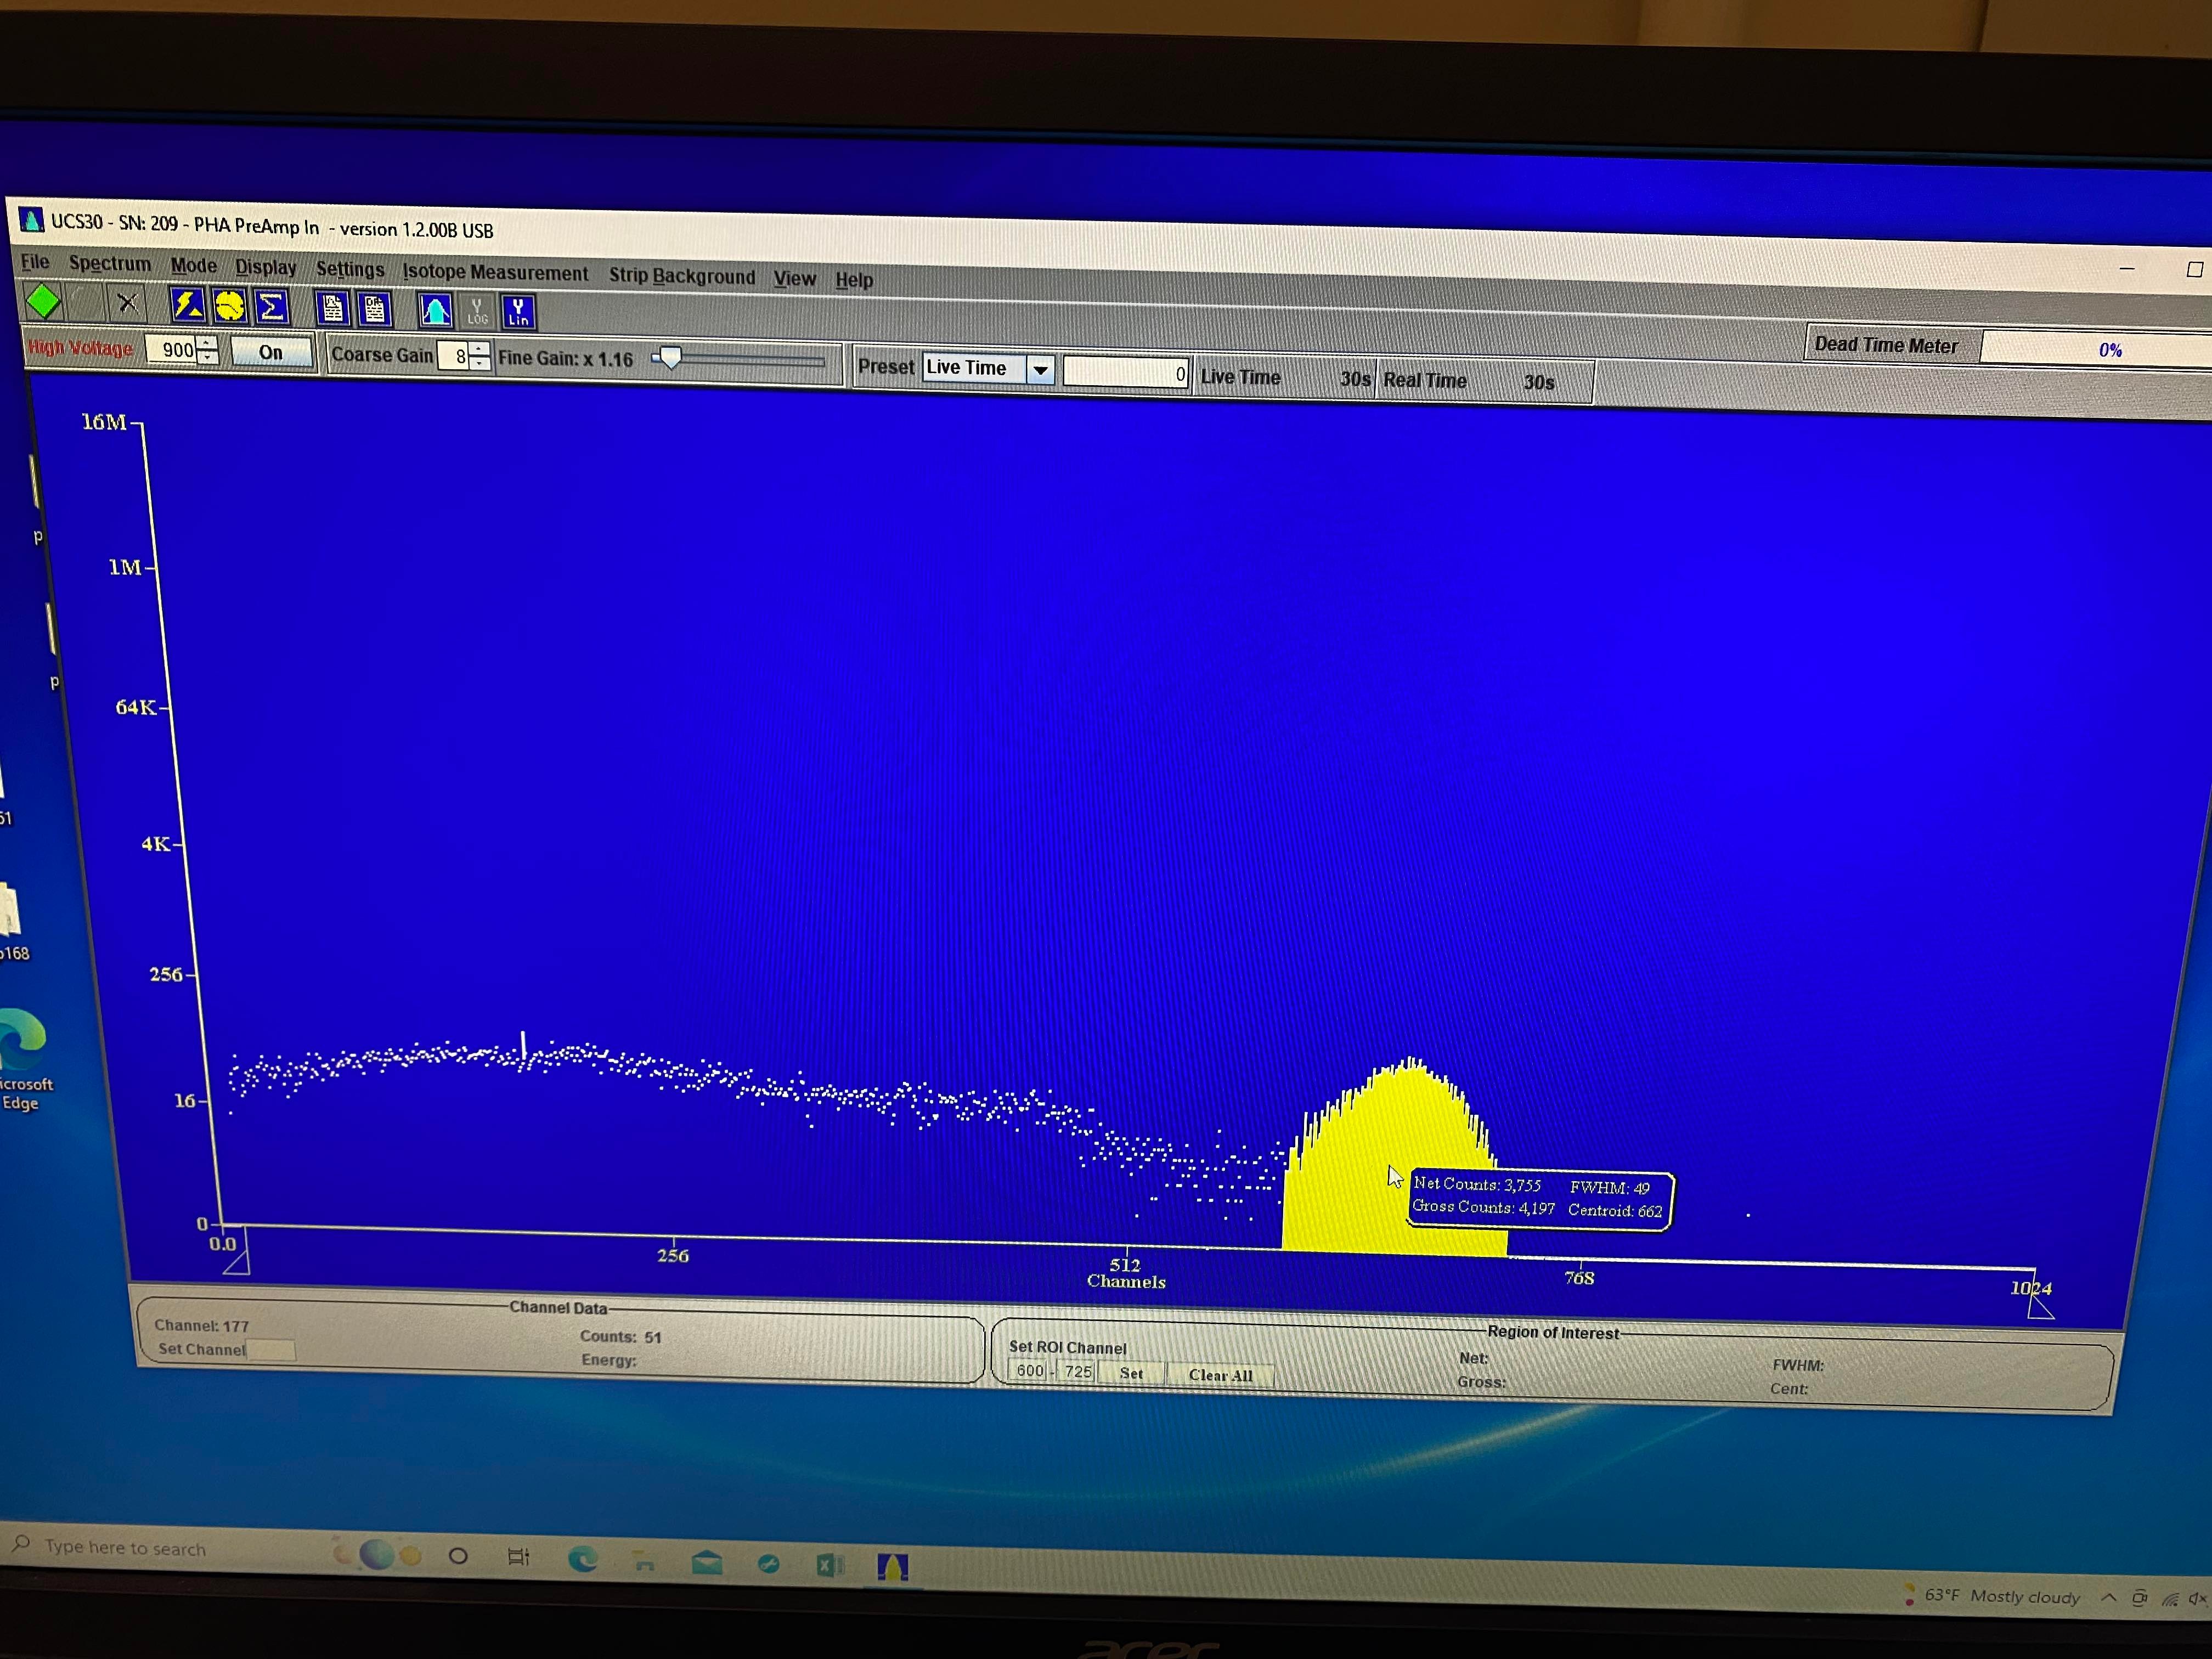 UCS30 - SN: 209 - PHA PreAmp In - version 1.2.00B USB
File Spectrum Mode Display Settings Isotope Measurement Strip Background View Help
Y LOG Y Lin
High Voltage 900 On Coarse Gain 8 Fine Gain: x 1.16 Preset Live Time 0 Live Time 30s Real Time 30s Dead Time Meter 0%
16M
1M
64K
4K
256
16
0
0.0 256 512 768 1024
Channels
Net Counts: 3,755 FWHM: 49
Gross Counts: 4,197 Centroid: 662
p
p
51
p168
icrosoft
Edge
Channel Data
Channel: 177
Set Channel
Counts: 51
Energy:
Region of Interest
Set ROI Channel
600 - 725 Set Clear All
Net:
Gross:
FWHM:
Cent:
Type here to search
63°F Mostly cloudy
acer